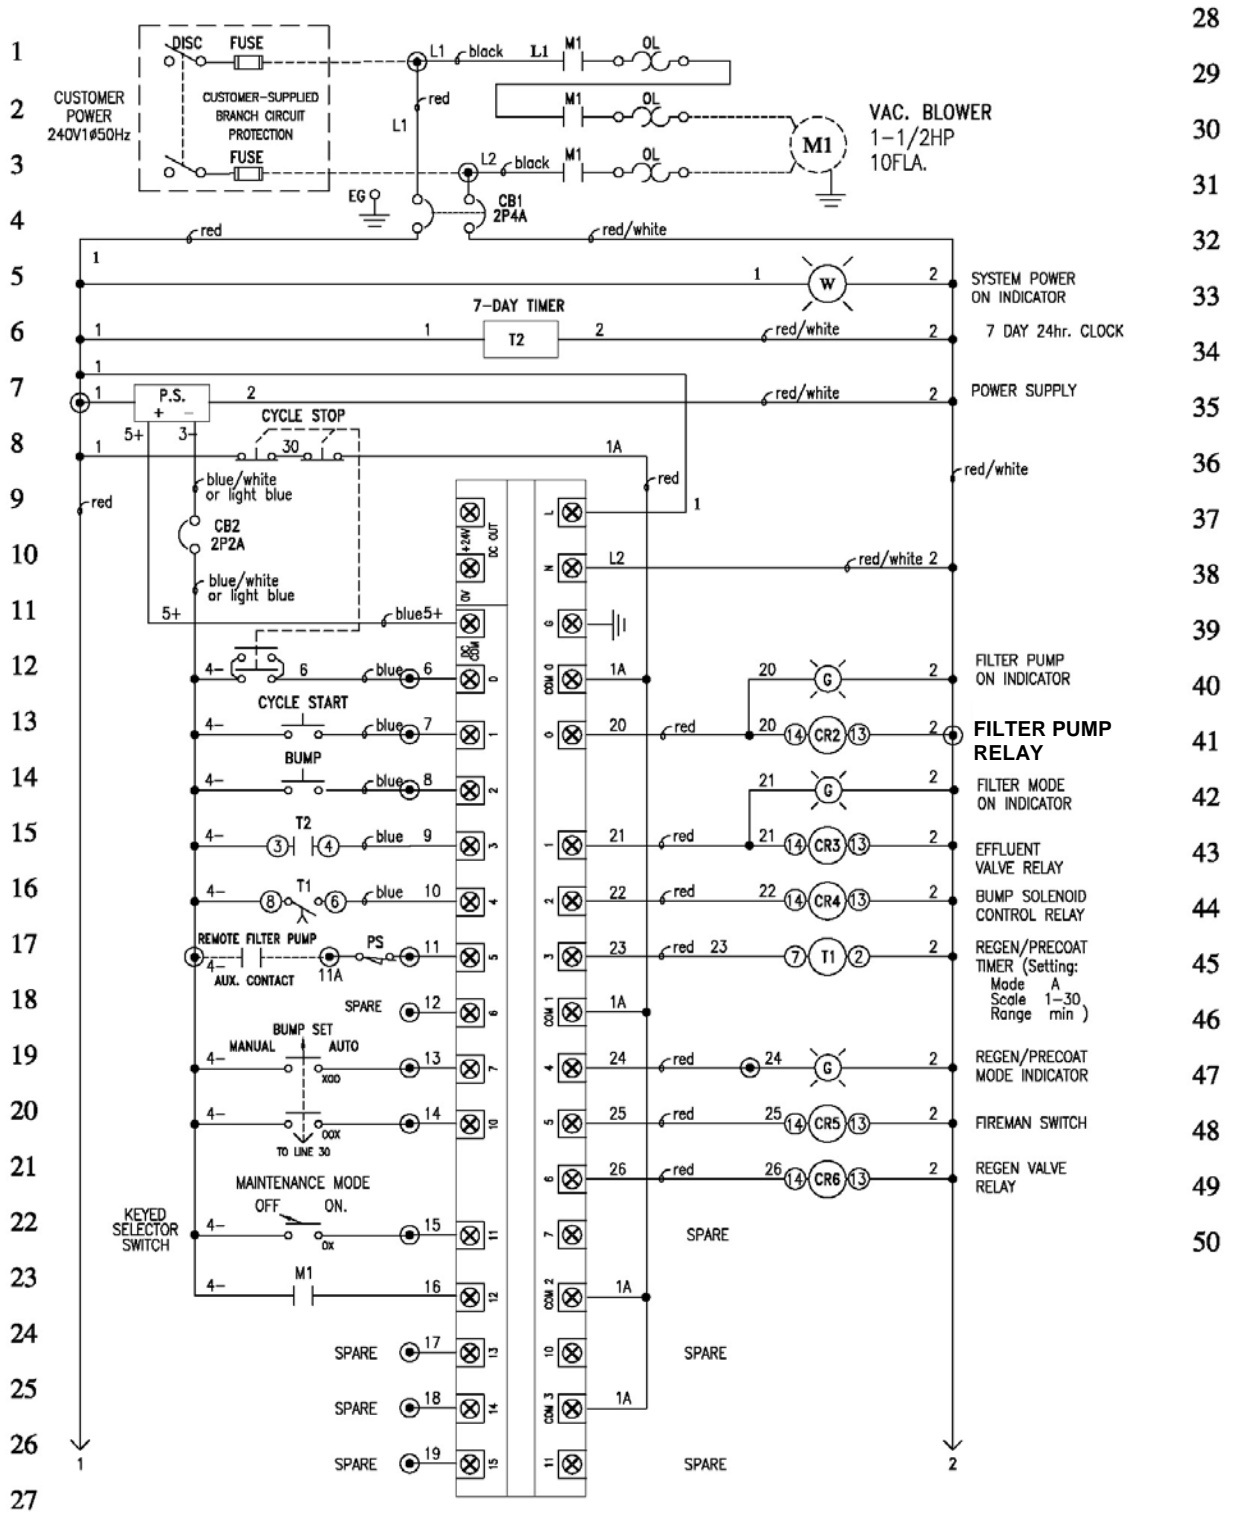 28
1 DISC FUSE L1 black L1 M1 OL
29
CUSTOMER POWER 240V1ø50Hz
CUSTOMER-SUPPLIED BRANCH CIRCUIT PROTECTION
2 red L1 M1 OL
VAC. BLOWER
1-1/2HP
10FLA.
M1
30
3 FUSE L2 black M1 OL
31
EG CB1
2P4A
4 red red/white 32
1
5 1 W 2 SYSTEM POWER
ON INDICATOR
33
7-DAY TIMER
6 1 1 T2 2 red/white 2 7 DAY 24hr. CLOCK
34
1
7 1 P.S. 2 red/white 2 POWER SUPPLY
+ −
35
5+ 3- CYCLE STOP
8 1 30 1A 36
blue/white
or light blue
red red/white
9 red +24V DC OUT L 1 37
CB2
2P2A
10 0V N L2 red/white 2 38
blue/white
or light blue
11 5+ blue 5+ DC COM G 39
12 4- 6 blue 6 0 COM 0 1A 20 G 2 FILTER PUMP
ON INDICATOR
40
CYCLE START
13 4- blue 7 1 0 20 red 20 14 CR2 13 2 FILTER PUMP
RELAY
41
BUMP
14 4- blue 8 2 21 G 2 FILTER MODE
ON INDICATOR
42
T2
15 4- 3 4 blue 9 3 1 21 red 21 14 CR3 13 2 EFFLUENT
VALVE RELAY
43
T1
16 4- 8 6 blue 10 4 2 22 red 22 14 CR4 13 2 BUMP SOLENOID
CONTROL RELAY
44
REMOTE FILTER PUMP PS
17 4- 11A 11 5 3 23 red 23 7 T1 2 2 REGEN/PRECOAT
AUX. CONTACT
TIMER (Setting:
Mode A
Scale 1-30
Range min )
45
18 SPARE 12 6 COM 1 1A 46
BUMP SET
MANUAL AUTO
19 4- XOO 13 7 4 24 red 24 G 2 REGEN/PRECOAT
MODE INDICATOR
47
20 4- OOX 14 10 5 25 red 25 14 CR5 13 2 FIREMAN SWITCH
48
TO LINE 30
21 6 26 red 26 14 CR6 13 2 REGEN VALVE
RELAY
49
MAINTENANCE MODE
OFF ON.
KEYED
SELECTOR
SWITCH
22 4- OX 15 11 7 SPARE 50
M1
23 4- 16 12 COM 2 1A
24 SPARE 17 13 10 SPARE
25 SPARE 18 14 COM 3 1A
26 1 SPARE 19 15 11 SPARE 2
27